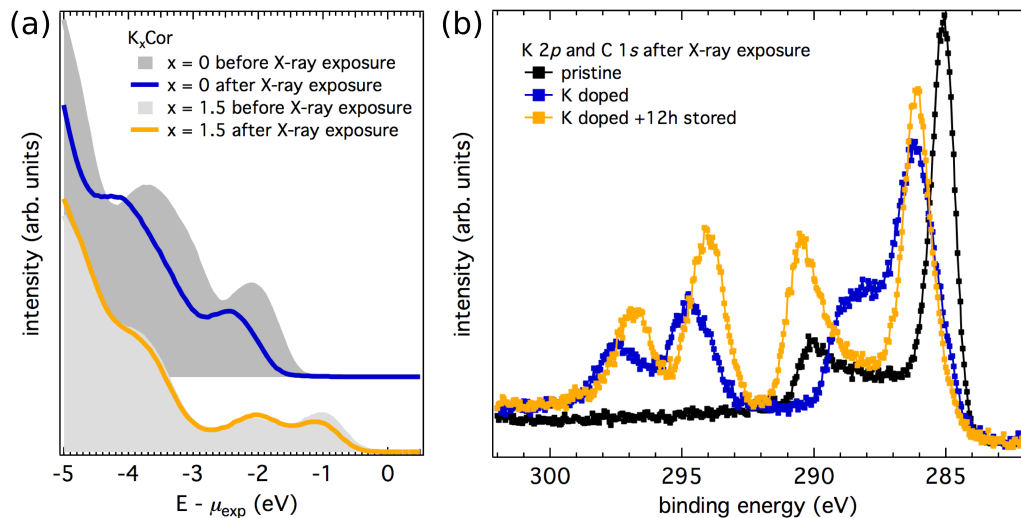 (a)
KxCor
x = 0 before X-ray exposure
x = 0 after X-ray exposure
x = 1.5 before X-ray exposure
x = 1.5 after X-ray exposure
intensity (arb. units)
-5 -4 -3 -2 -1 0
E - μexp (eV)
(b)
K 2p and C 1s after X-ray exposure
pristine
K doped
K doped +12h stored
intensity (arb. units)
300 295 290 285
binding energy (eV)